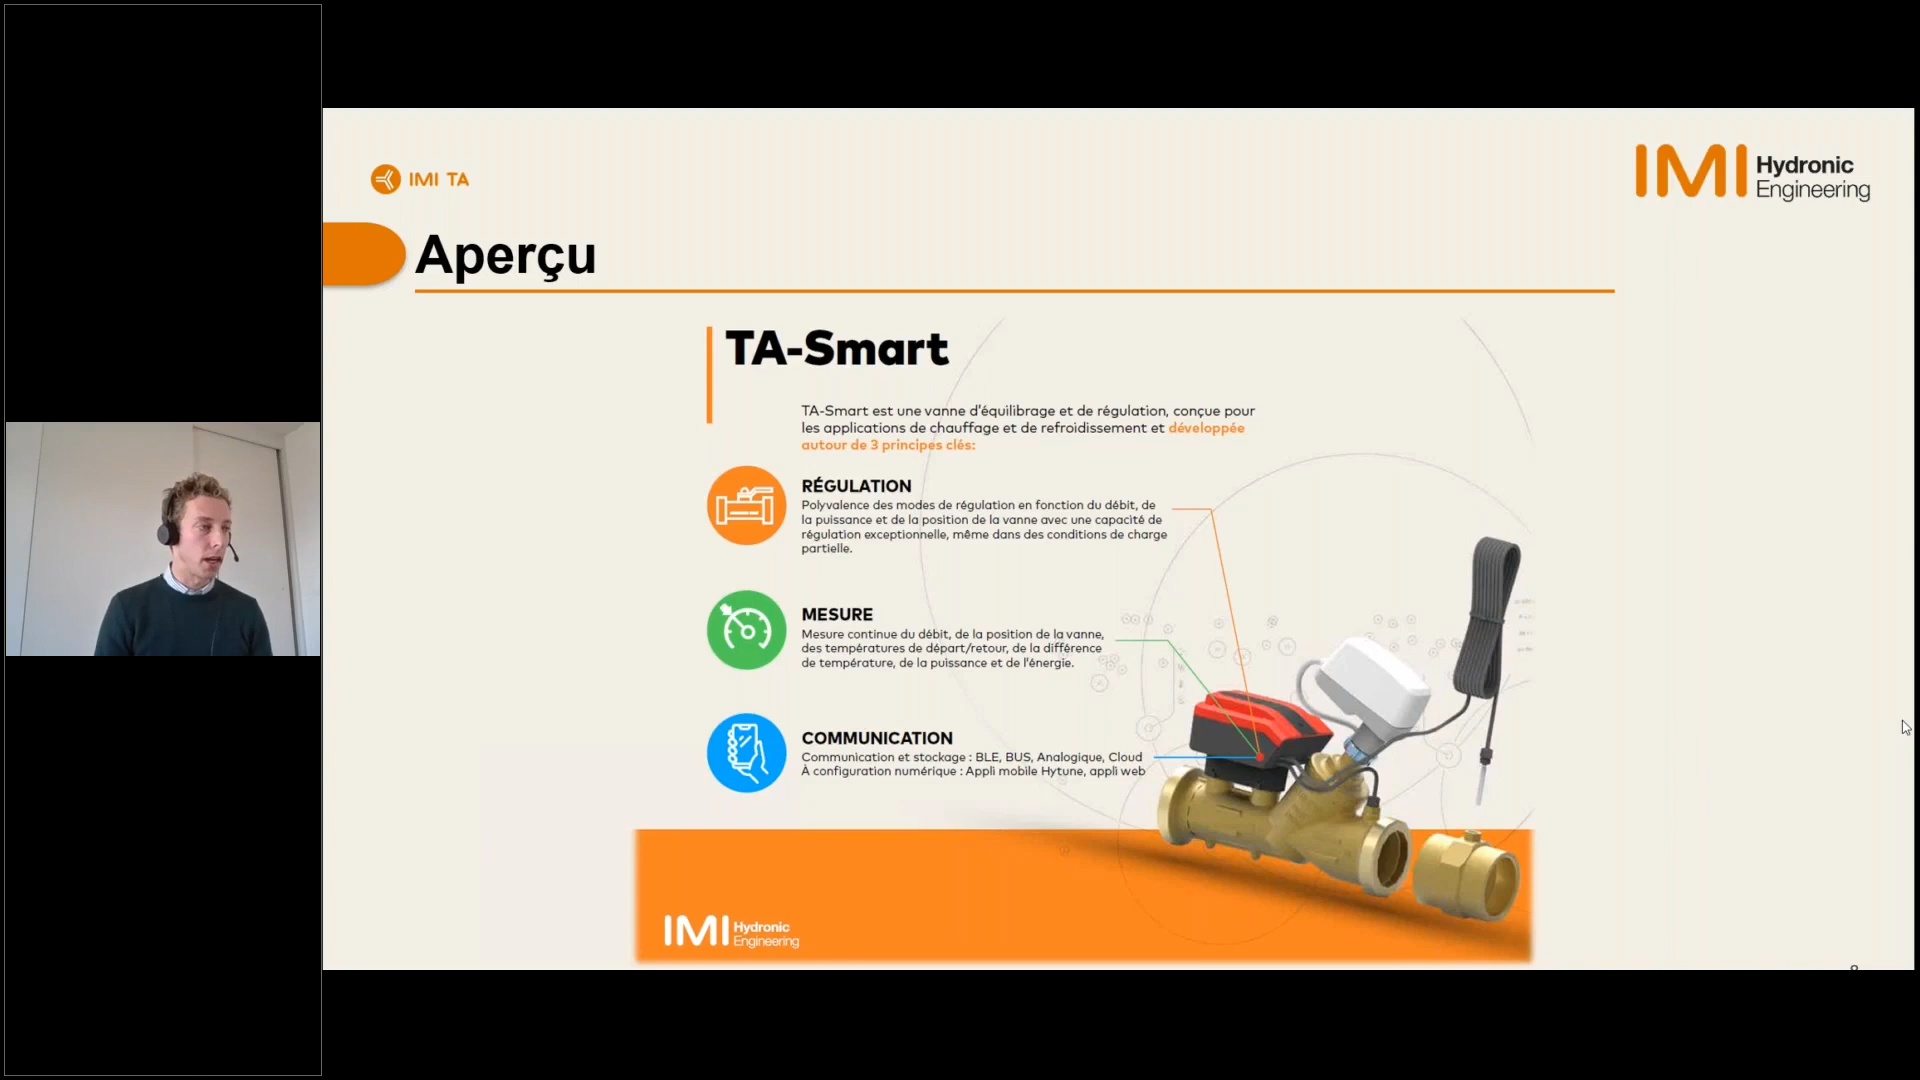 IMI TA
IMI Hydronic
Engineering
Aperçu
TA-Smart
TA-Smart est une vanne d'équilibrage et de régulation, conçue pour
les applications de chauffage et de refroidissement et développée
autour de 3 principes clés:
RÉGULATION
Polyvalence des modes de régulation en fonction du débit, de
la puissance et de la position de la vanne avec une capacité de
régulation exceptionnelle, même dans des conditions de charge
partielle.
MESURE
Mesure continue du débit, de la position de la vanne,
des températures de départ/retour, de la différence
de température, de la puissance et de l'énergie.
COMMUNICATION
Communication et stockage : BLE, BUS, Analogique, Cloud
À configuration numérique : Appli mobile Hytune, appli web
IMI Hydronic
Engineering